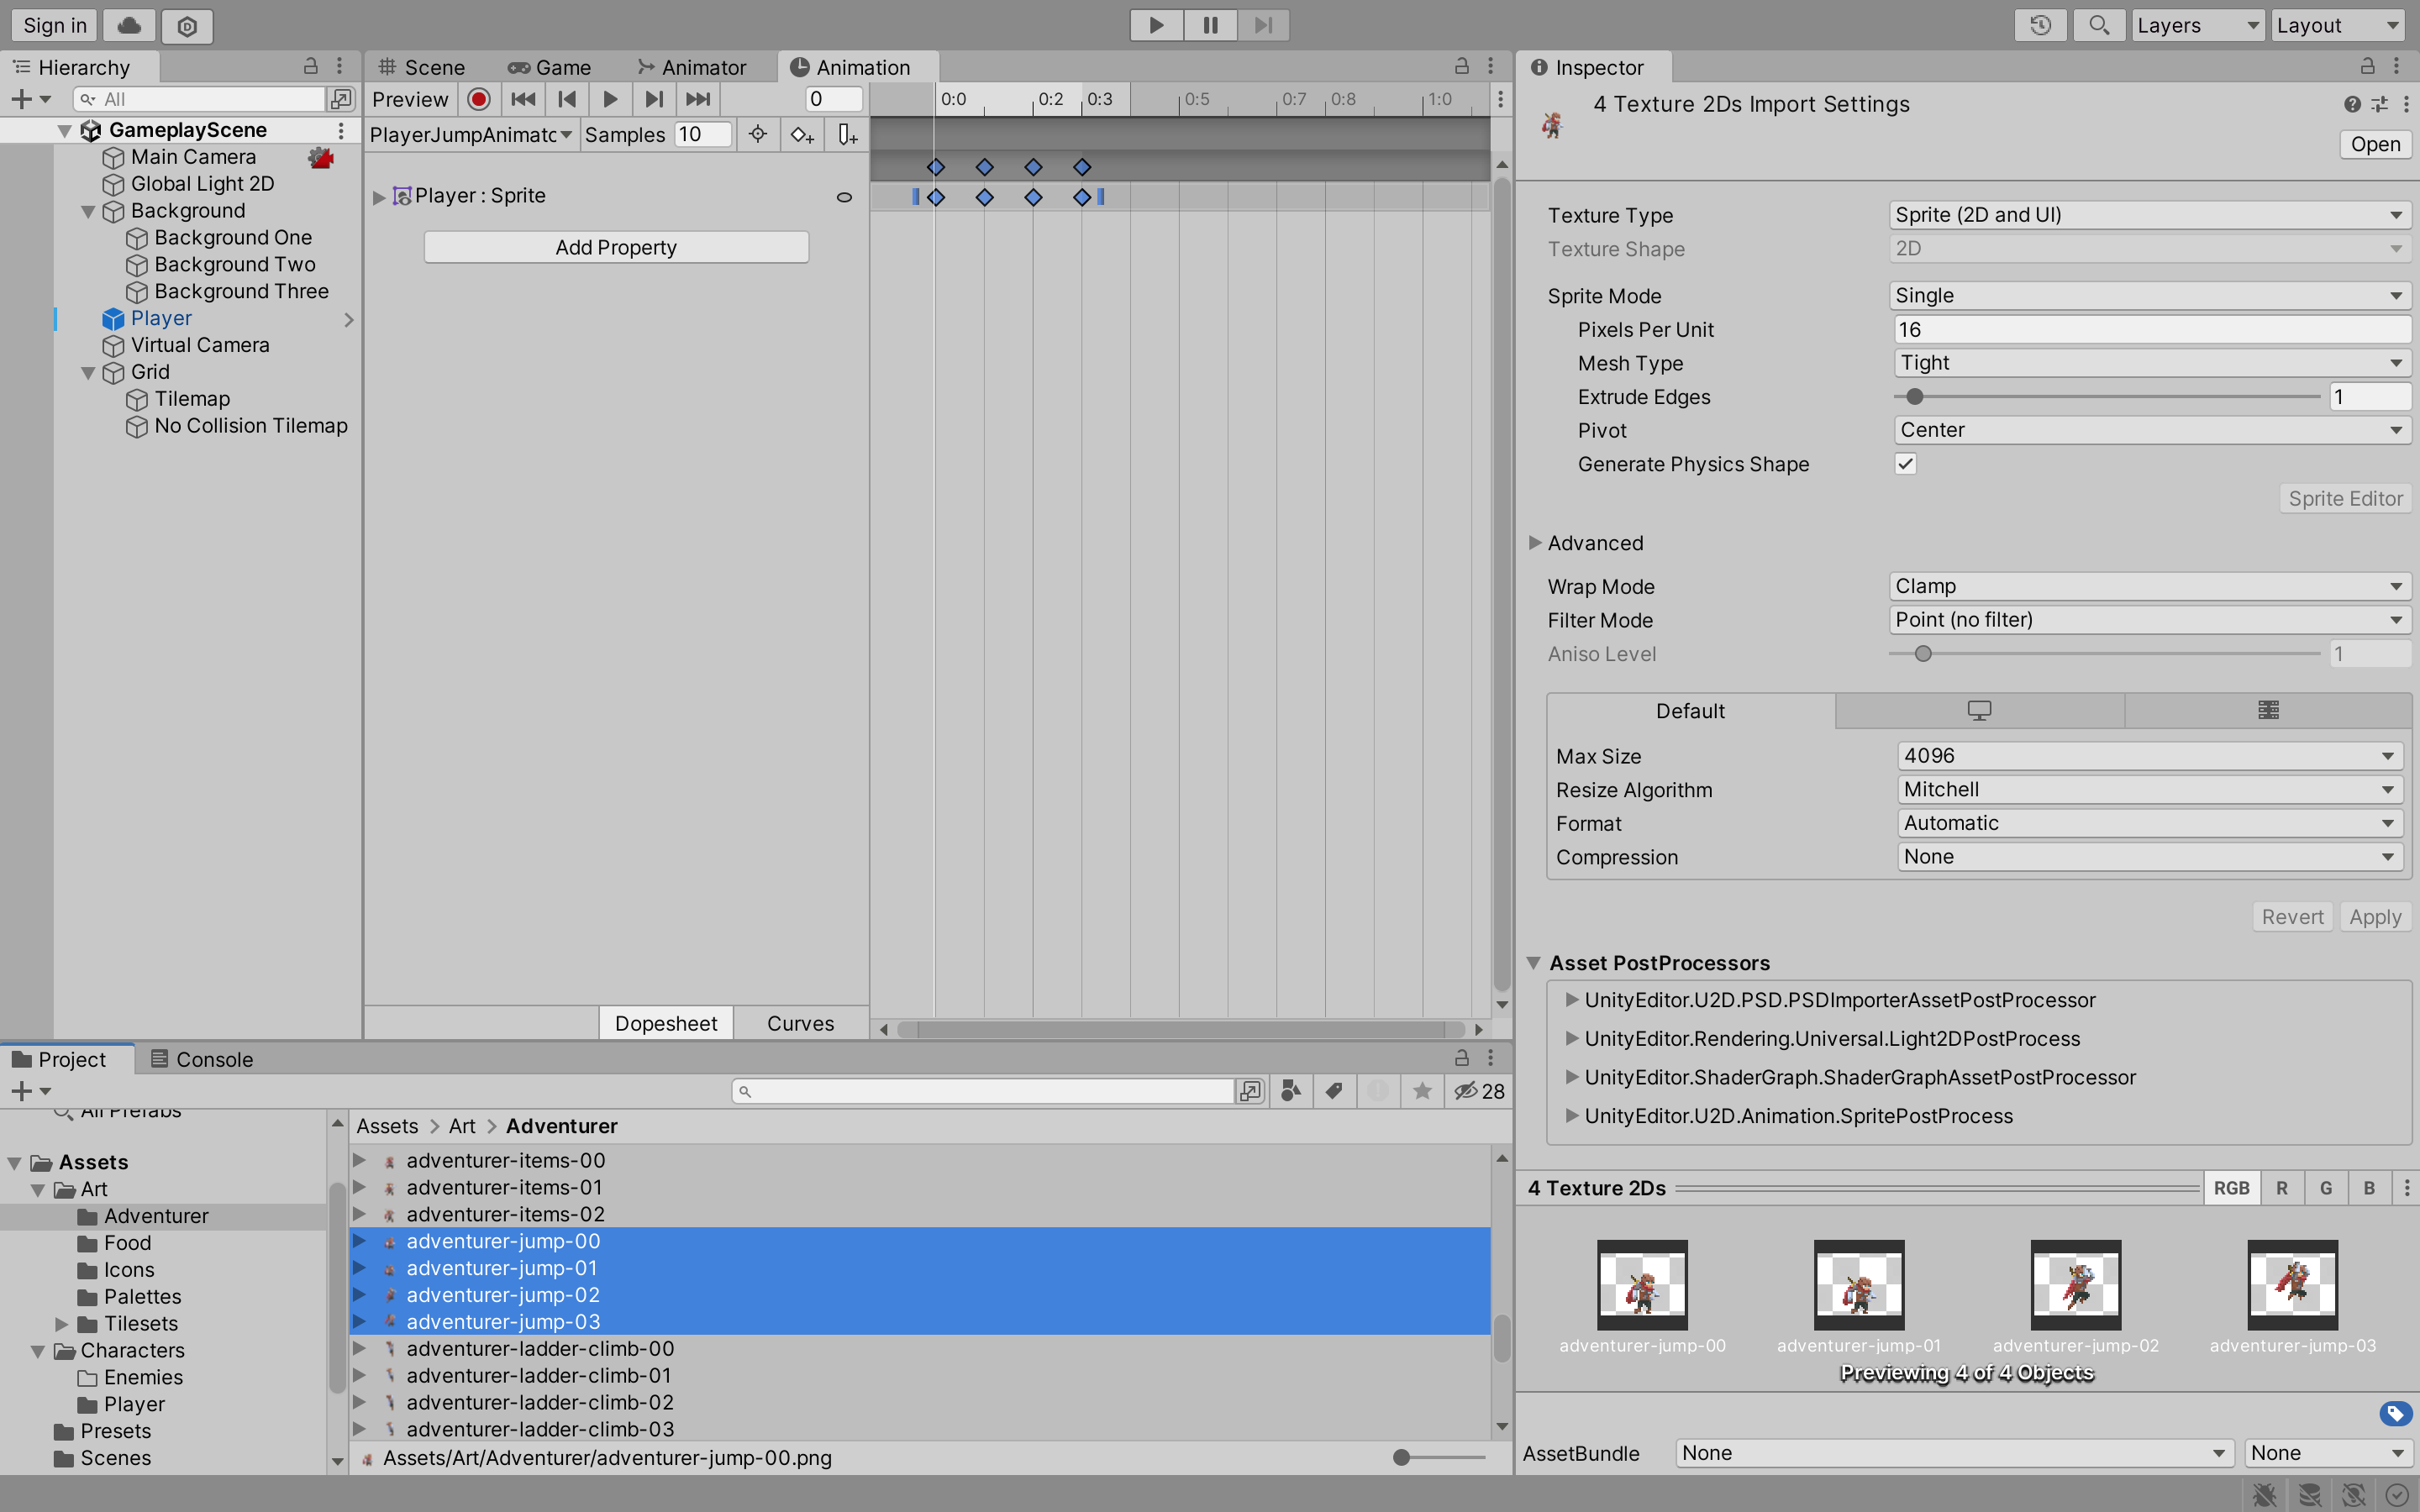 Sign in
Layers
Layout
Hierarchy
All
GameplayScene
Main Camera
Global Light 2D
Background
Background One
Background Two
Background Three
Player
Virtual Camera
Grid
Tilemap
No Collision Tilemap
Scene
Game
Animator
Animation
Preview
0
0:0
0:2
0:3
0:5
0:7
0:8
1:0
PlayerJumpAnimatc
Samples
10
Player : Sprite
Add Property
Dopesheet
Curves
Inspector
4 Texture 2Ds Import Settings
Open
Texture Type
Sprite (2D and UI)
Texture Shape
2D
Sprite Mode
Single
Pixels Per Unit
16
Mesh Type
Tight
Extrude Edges
1
Pivot
Center
Generate Physics Shape
Sprite Editor
Advanced
Wrap Mode
Clamp
Filter Mode
Point (no filter)
Aniso Level
1
Default
Max Size
4096
Resize Algorithm
Mitchell
Format
Automatic
Compression
None
Revert
Apply
Asset PostProcessors
UnityEditor.U2D.PSD.PSDImporterAssetPostProcessor
UnityEditor.Rendering.Universal.Light2DPostProcess
UnityEditor.ShaderGraph.ShaderGraphAssetPostProcessor
UnityEditor.U2D.Animation.SpritePostProcess
4 Texture 2Ds
RGB
R
G
B
adventurer-jump-00
adventurer-jump-01
adventurer-jump-02
adventurer-jump-03
Previewing 4 of 4 Objects
AssetBundle
None
None
Project
Console
28
All Prefabs
Assets
Art
Adventurer
Food
Icons
Palettes
Tilesets
Characters
Enemies
Player
Presets
Scenes
Assets > Art > Adventurer
adventurer-items-00
adventurer-items-01
adventurer-items-02
adventurer-jump-00
adventurer-jump-01
adventurer-jump-02
adventurer-jump-03
adventurer-ladder-climb-00
adventurer-ladder-climb-01
adventurer-ladder-climb-02
adventurer-ladder-climb-03
Assets/Art/Adventurer/adventurer-jump-00.png